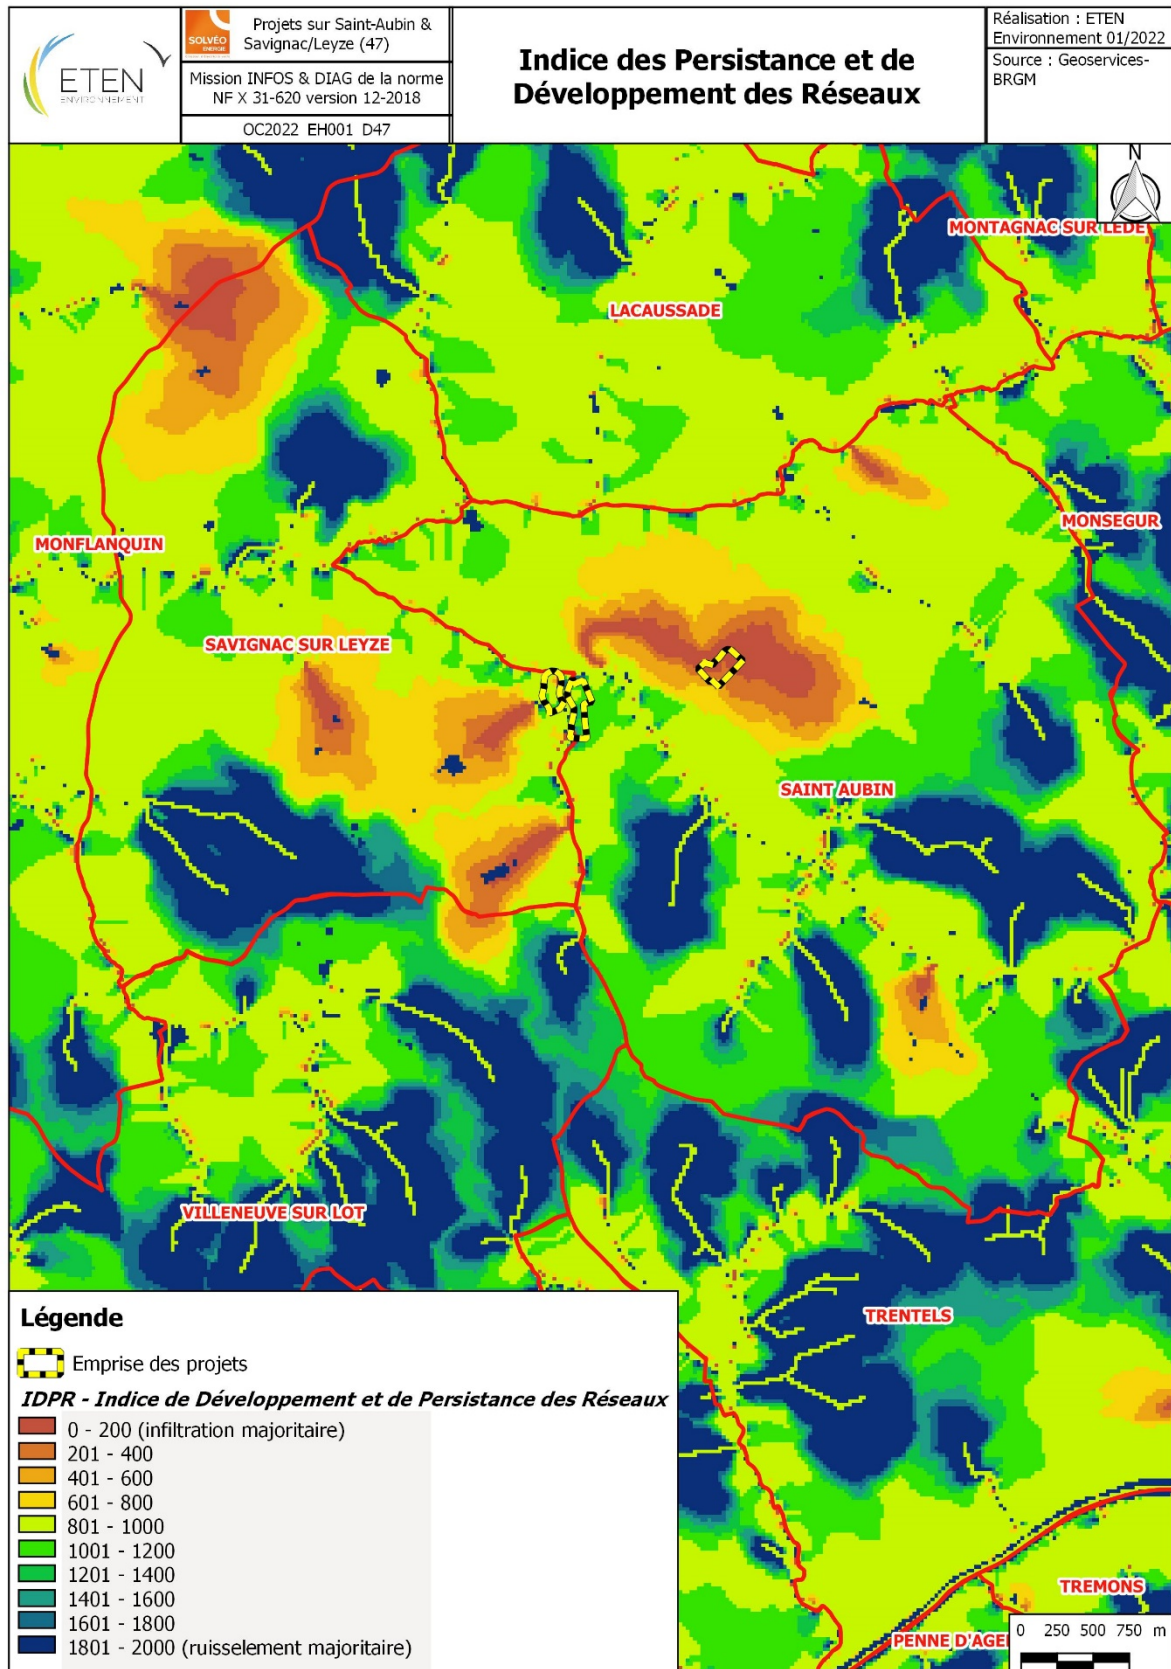 ETEN
ENVIRONNEMENT
SOLVÉO
ENERGIE
Projets sur Saint-Aubin &
Savignac/Leyze (47)
Mission INFOS & DIAG de la norme
NF X 31-620 version 12-2018
OC2022_EH001_D47
Indice des Persistance et de
Développement des Réseaux
Réalisation : ETEN
Environnement 01/2022
Source : Geoservices-
BRGM
N
MONTAGNAC SUR LEDE
LACAUSSADE
MONSEGUR
MONFLANQUIN
SAVIGNAC SUR LEYZE
SAINT AUBIN
VILLENEUVE SUR LOT
TRENTELS
TREMONS
PENNE D'AGE
Légende
Emprise des projets
IDPR - Indice de Développement et de Persistance des Réseaux
0 - 200 (infiltration majoritaire)
201 - 400
401 - 600
601 - 800
801 - 1000
1001 - 1200
1201 - 1400
1401 - 1600
1601 - 1800
1801 - 2000 (ruisselement majoritaire)
0 250 500 750 m